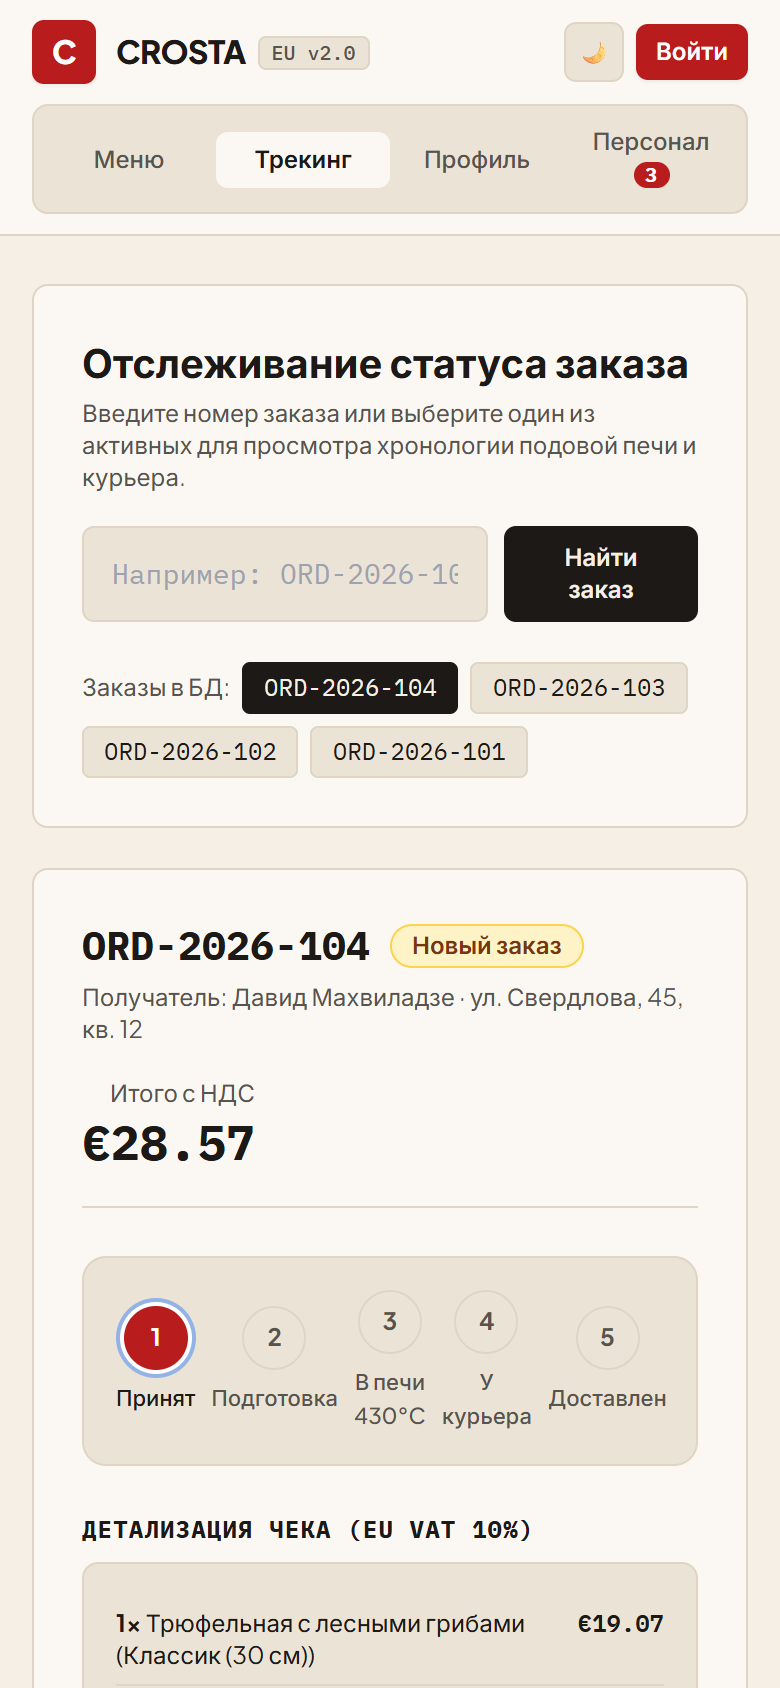 C CROSTA EU v2.0 Войти
Меню Трекинг Профиль Персонал
3
Отслеживание статуса заказа
Введите номер заказа или выберите один из
активных для просмотра хронологии подовой печи и
курьера.
Например: ORD-2026-10
Найти
заказ
Заказы в БД: ORD-2026-104 ORD-2026-103
ORD-2026-102 ORD-2026-101
ORD-2026-104 Новый заказ
Получатель: Давид Махвиладзе · ул. Свердлова, 45,
кв. 12
Итого с НДС
€28.57
1 2 3 4 5
Принят Подготовка В печи
430°C У
курьера Доставлен
ДЕТАЛИЗАЦИЯ ЧЕКА (EU VAT 10%)
1× Трюфельная с лесными грибами €19.07
(Классик (30 см))